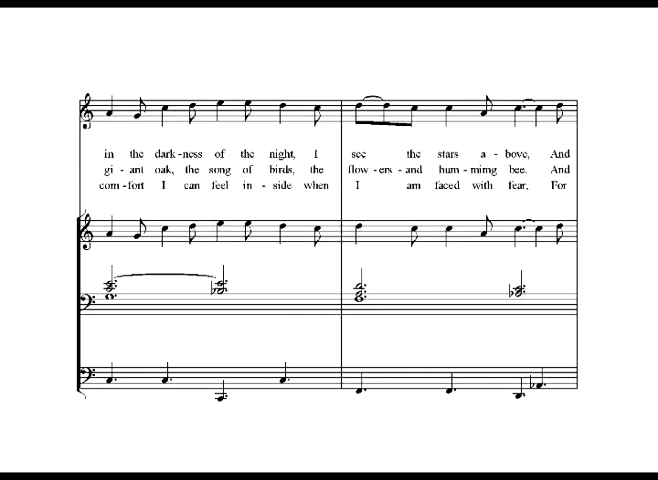 in the dark-ness of the night, I see the stars a - bove, And
gi - ant oak, the song of birds, the flow - ers - and hum - mimg bee. And
com - fort I can feel in - side when I am faced with fear, For